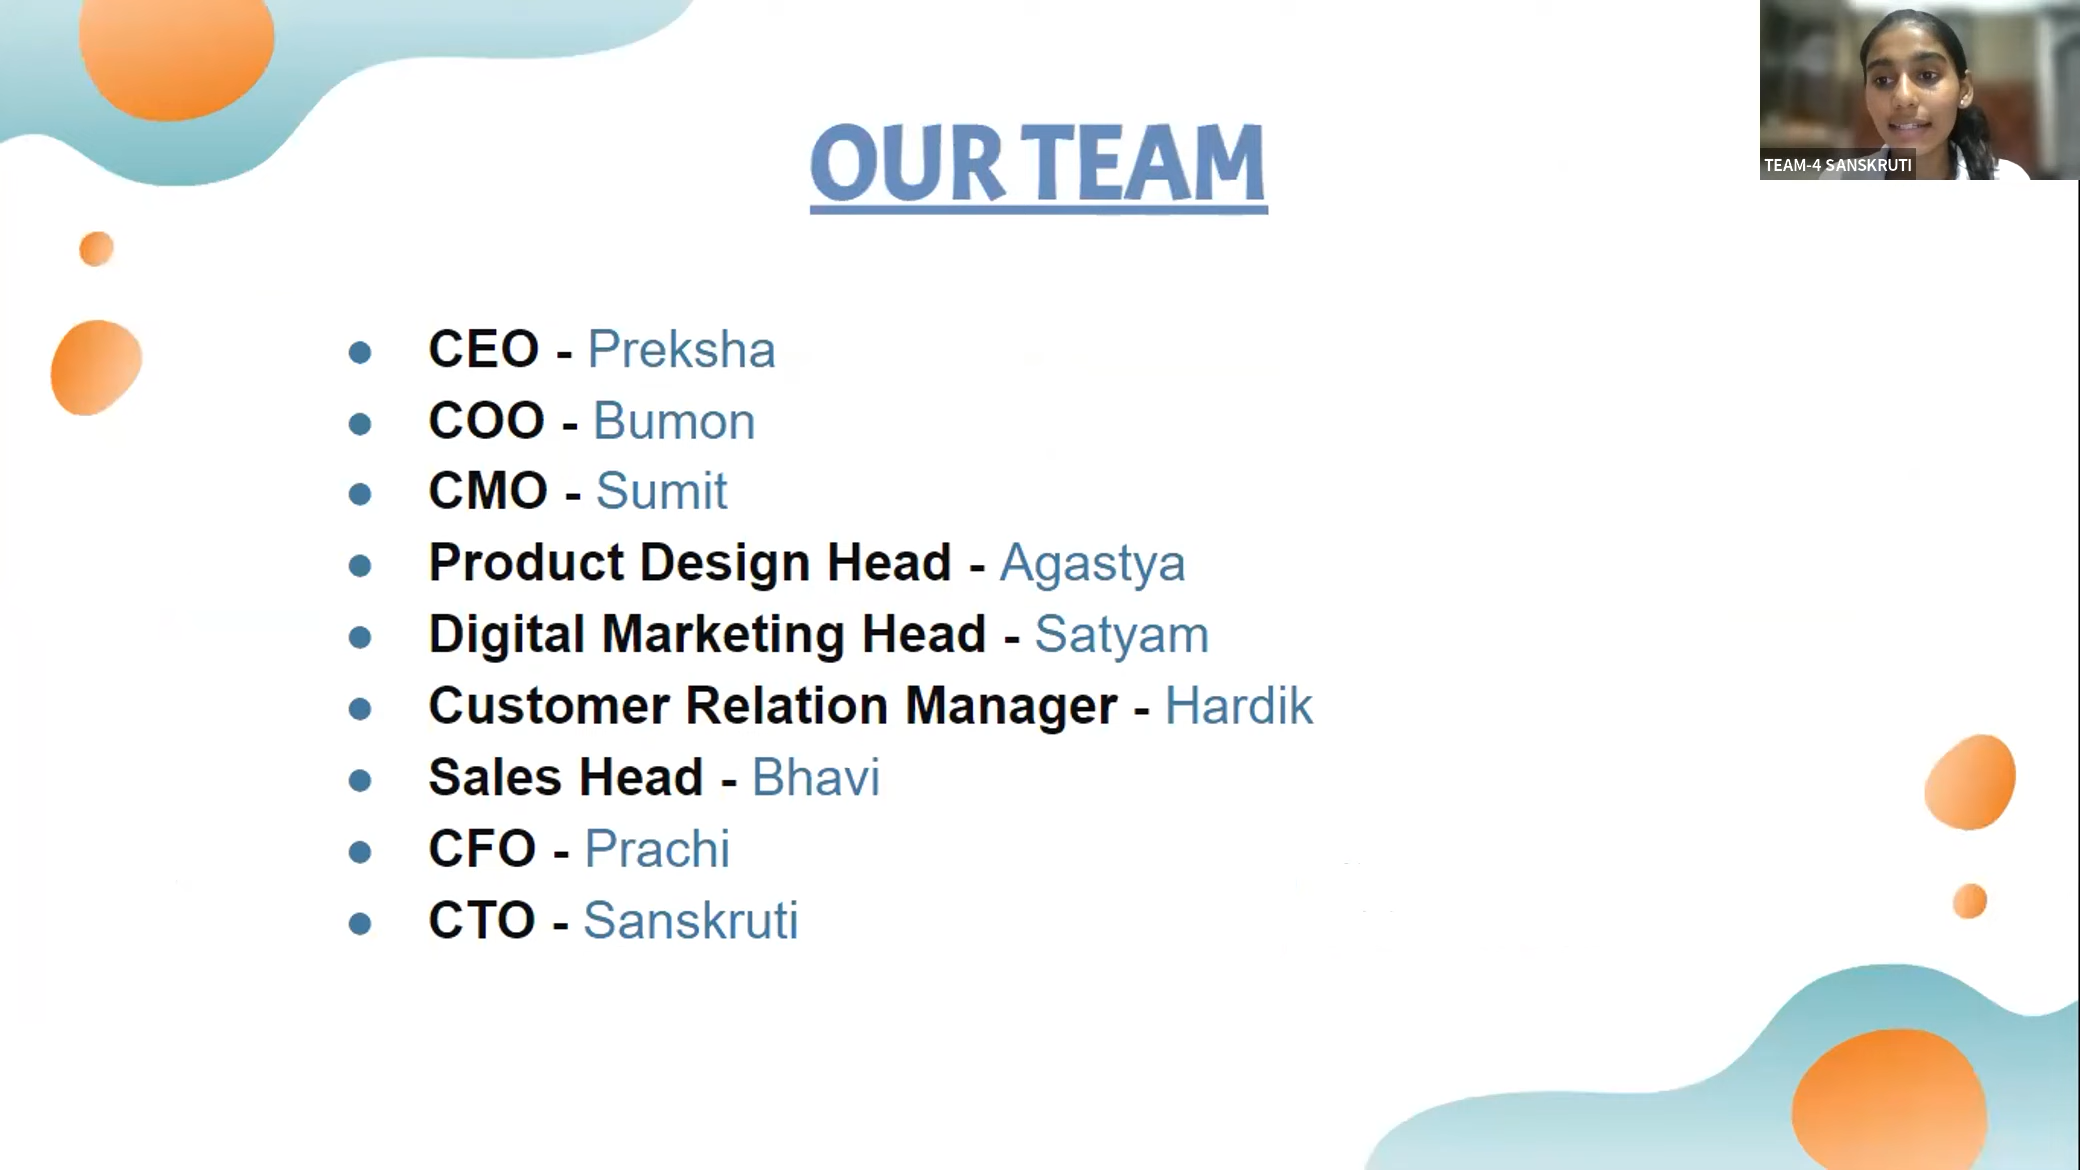 OUR TEAM
TEAM-4 SANSKRUTI
● CEO - Preksha
● COO - Bumon
● CMO - Sumit
● Product Design Head - Agastya
● Digital Marketing Head - Satyam
● Customer Relation Manager - Hardik
● Sales Head - Bhavi
● CFO - Prachi
● CTO - Sanskruti